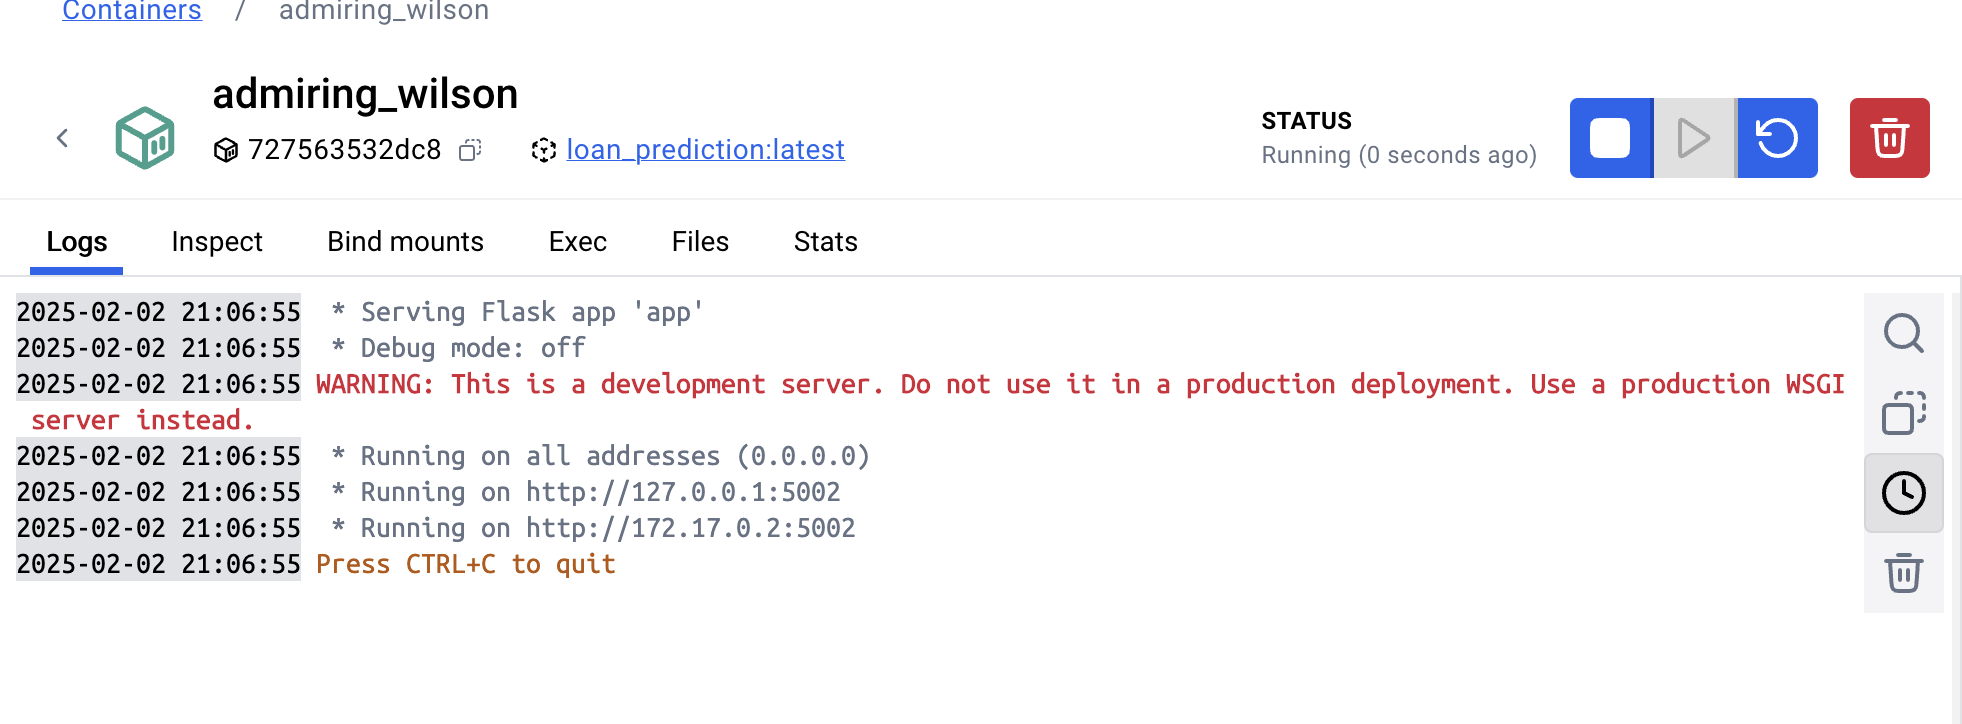 Containers / admiring_wilson
admiring_wilson
727563532dc8 loan_prediction:latest
STATUS
Running (0 seconds ago)
Logs Inspect Bind mounts Exec Files Stats
2025-02-02 21:06:55  * Serving Flask app 'app'
2025-02-02 21:06:55  * Debug mode: off
2025-02-02 21:06:55 WARNING: This is a development server. Do not use it in a production deployment. Use a production WSGI
server instead.
2025-02-02 21:06:55  * Running on all addresses (0.0.0.0)
2025-02-02 21:06:55  * Running on http://127.0.0.1:5002
2025-02-02 21:06:55  * Running on http://172.17.0.2:5002
2025-02-02 21:06:55 Press CTRL+C to quit